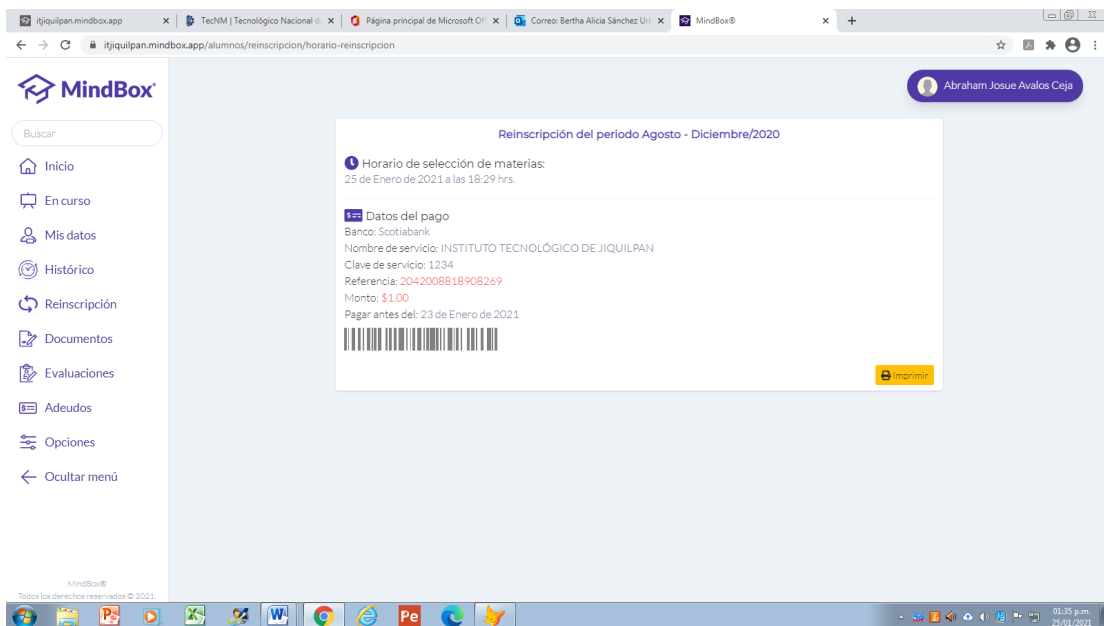 itjiquilpan.mindbox.app
TecNM | Tecnológico Nacional d
Página principal de Microsoft Off
Correo: Bertha Alicia Sánchez Uri
MindBox®
itjiquilpan.mindbox.app/alumnos/reinscripcion/horario-reinscripcion
MindBox
Abraham Josue Avalos Ceja
Buscar
Inicio
En curso
Mis datos
Histórico
Reinscripción
Documentos
Evaluaciones
Adeudos
Opciones
Ocultar menú
Reinscripción del periodo Agosto - Diciembre/2020
Horario de selección de materias:
25 de Enero de 2021 a las 18:29 hrs.
Datos del pago
Banco: Scotiabank
Nombre de servicio: INSTITUTO TECNOLÓGICO DE JIQUILPAN
Clave de servicio: 1234
Referencia: 2042008818908269
Monto: $1.00
Pagar antes del: 23 de Enero de 2021
Imprimir
MindBox®
Todos los derechos reservados © 2021.
01:35 p.m.
25/01/2021